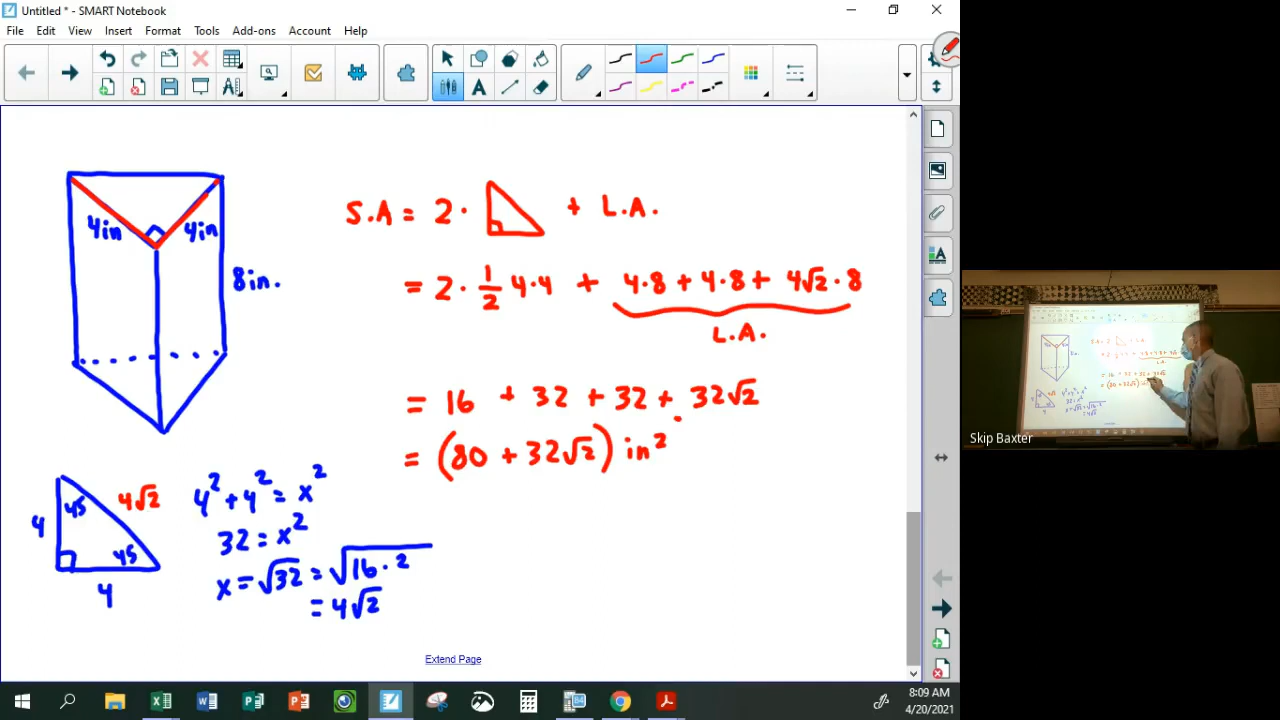 Untitled * - SMART Notebook
File Edit View Insert Format Tools Add-ons Account Help
4in 4in
8in.
S.A = 2 · + L.A.
= 2 · 1/2 4·4 + 4·8 + 4·8 + 4√2 · 8
L.A.
= 16 + 32 + 32 + 32√2
= (80 + 32√2) in²
45 4√2
4 45
4
4² + 4² = x²
32 = x²
x = √32 = √16 · 2
= 4√2
Extend Page
Skip Baxter
8:09 AM
4/20/2021